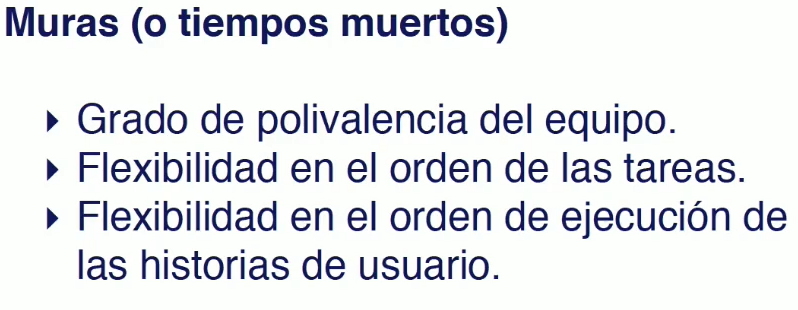 Muras (o tiempos muertos)
Grado de polivalencia del equipo.
Flexibilidad en el orden de las tareas.
Flexibilidad en el orden de ejecución de
las historias de usuario.